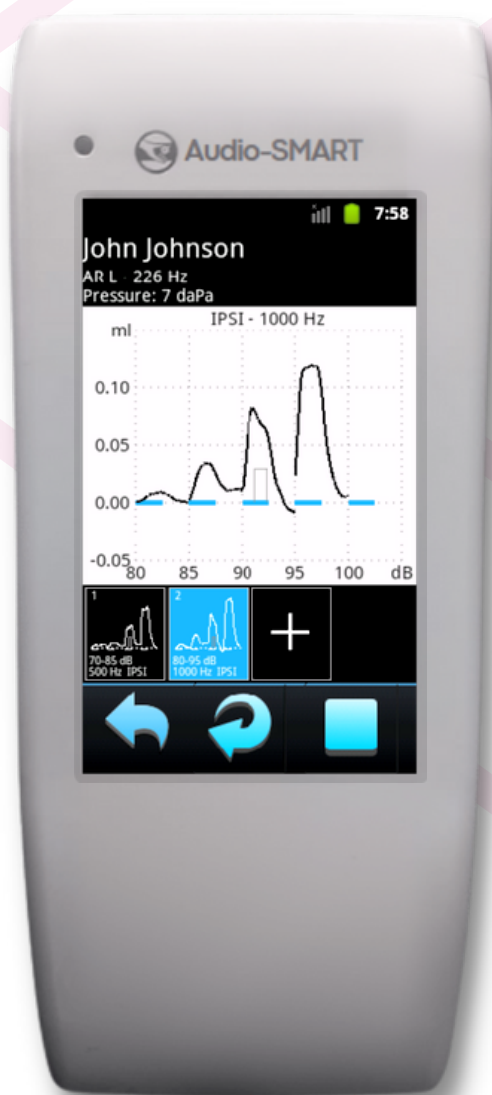 Audio-SMART
7:58
John Johnson
AR L - 226 Hz
Pressure: 7 daPa
IPSI - 1000 Hz
ml
0.10
0.05
0.00
-0.05
80 85 90 95 100 dB
1
70-85 dB
500 Hz IPSI
2
80-95 dB
1000 Hz IPSI